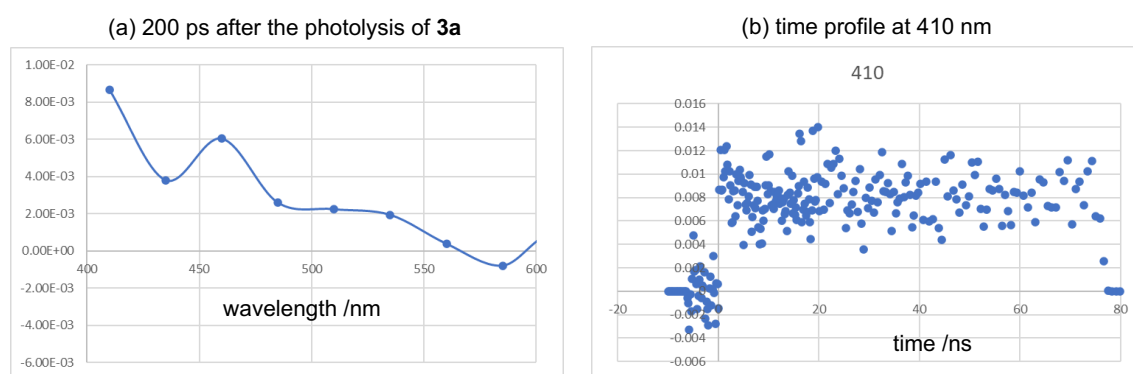 (a) 200 ps after the photolysis of 3a
1.00E-02
8.00E-03
6.00E-03
4.00E-03
2.00E-03
0.00E+00
-2.00E-03
-4.00E-03
-6.00E-03
400 450 500 550 600
wavelength /nm
(b) time profile at 410 nm
410
0.016
0.014
0.012
0.01
0.008
0.006
0.004
0.002
0
-0.002
-0.004
-0.006
-20 0 20 40 60 80
time /ns